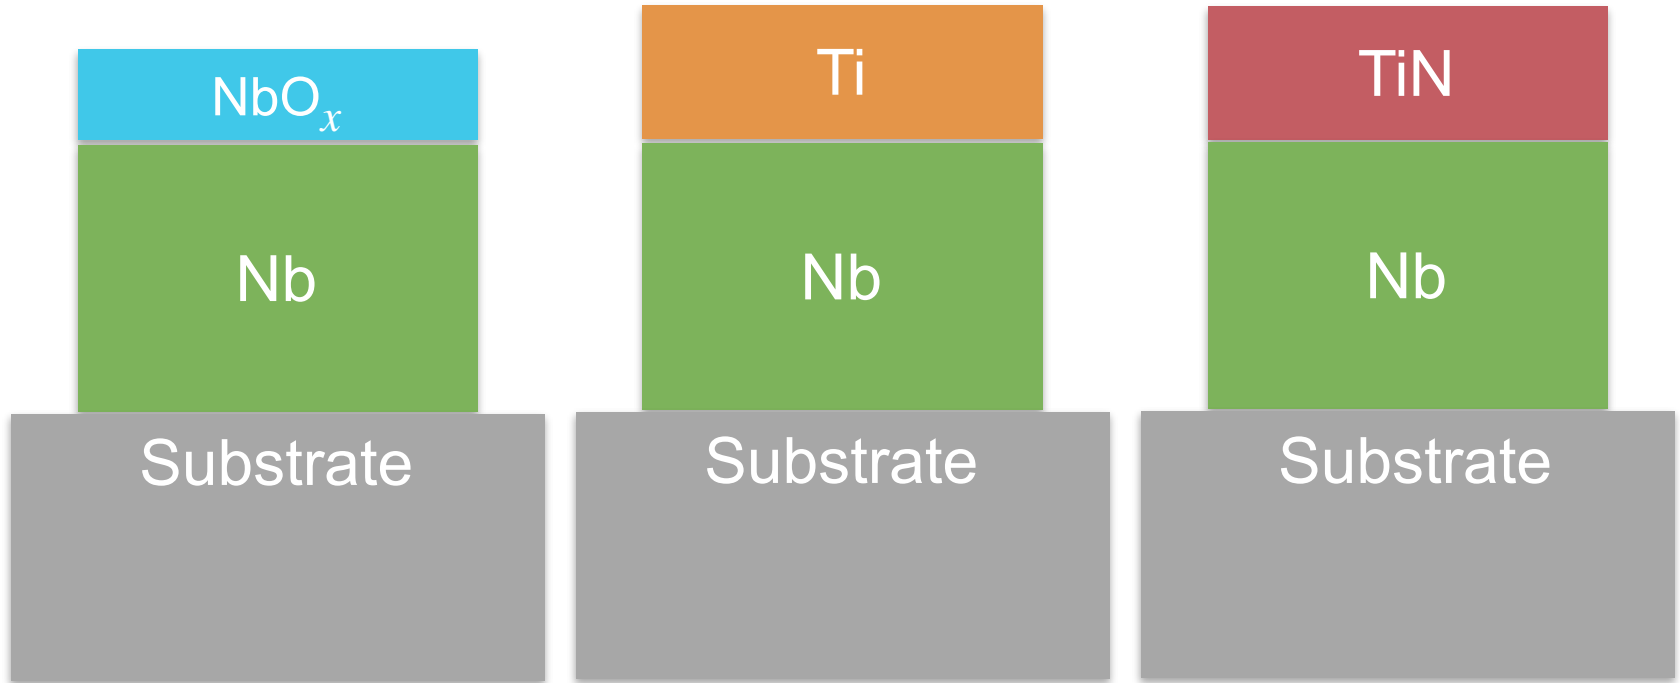 NbOₓ
Nb
Substrate
Ti
Nb
Substrate
TiN
Nb
Substrate